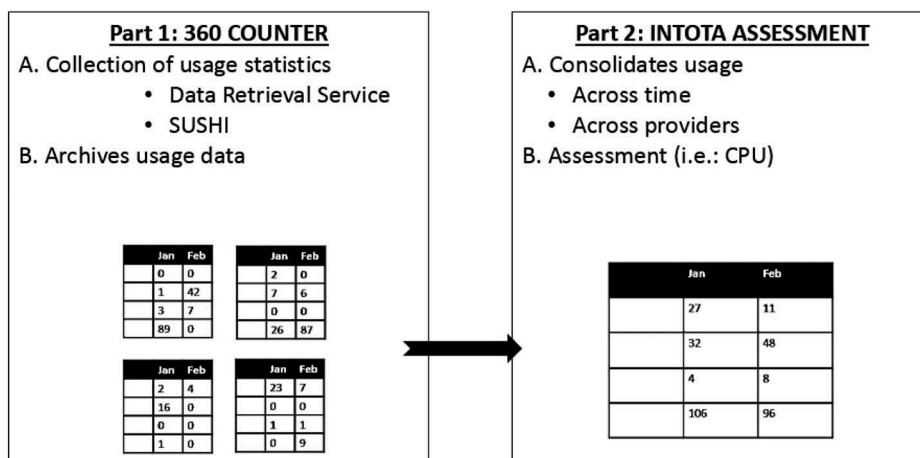 Part 1: 360 COUNTER
A. Collection of usage statistics
• Data Retrieval Service
• SUSHI
B. Archives usage data
Jan Feb
0 0
1 42
3 7
89 0
Jan Feb
2 0
7 6
0 0
26 87
Jan Feb
2 4
16 0
0 0
1 0
Jan Feb
23 7
0 0
1 1
0 9
Part 2: INTOTA ASSESSMENT
A. Consolidates usage
• Across time
• Across providers
B. Assessment (i.e.: CPU)
Jan Feb
27 11
32 48
4 8
106 96